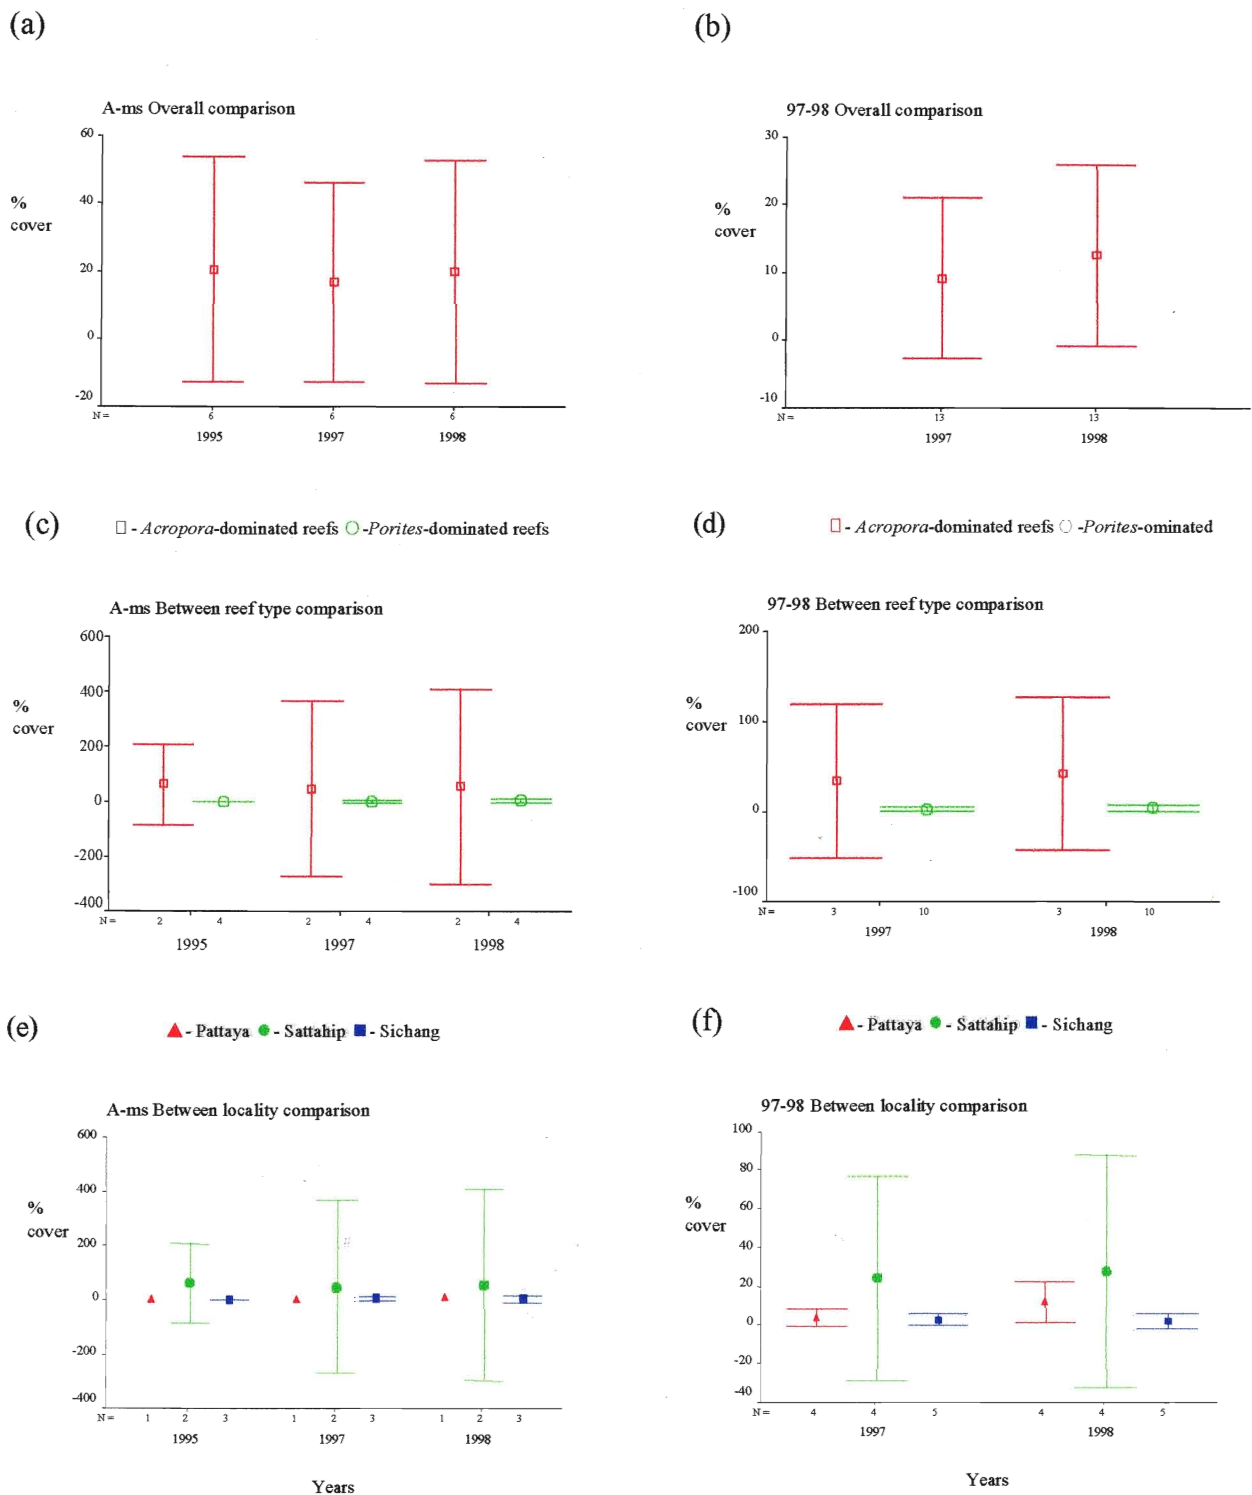 (a)
A-ms Overall comparison
60
40
%
cover
20
0
-20
N =
6 6 6
1995 1997 1998
(b)
97-98 Overall comparison
30
20
%
cover
10
0
-10
N =
13 13
1997 1998
(c)
- Acropora-dominated reefs -Porites-dominated reefs
A-ms Between reef type comparison
600
400
%
cover
200
0
-200
-400
N =
2 4 2 4 2 4
1995 1997 1998
(d)
- Acropora-dominated reefs -Porites-ominated
97-98 Between reef type comparison
200
%
cover
100
0
-100
N =
3 10 3 10
1997 1998
(e)
- Pattaya - Sattahip - Sichang
A-ms Between locality comparison
600
400
%
cover
200
0
-200
-400
N =
1 2 3 1 2 3 1 2 3
1995 1997 1998
Years
(f)
- Pattaya - Sattahip - Sichang
97-98 Between locality comparison
100
80
60
%
cover
40
20
0
-20
-40
N =
4 4 5 4 4 5
1997 1998
Years